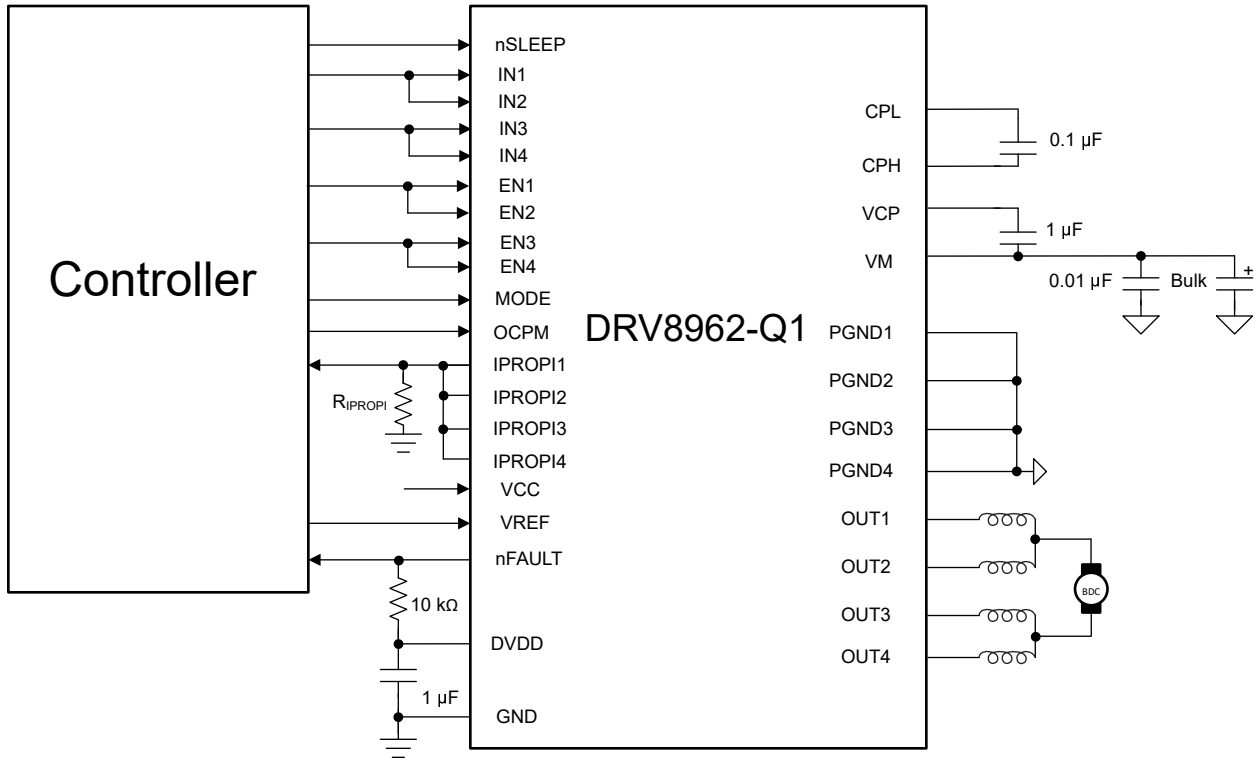 Controller
DRV8962-Q1
nSLEEP
IN1
IN2
IN3
IN4
EN1
EN2
EN3
EN4
MODE
OCPM
IPROPI1
IPROPI2
IPROPI3
IPROPI4
VCC
VREF
nFAULT
DVDD
GND
RIPROPI
10 kΩ
1 µF
CPL
CPH
VCP
VM
PGND1
PGND2
PGND3
PGND4
OUT1
OUT2
OUT3
OUT4
0.1 µF
1 µF
0.01 µF
Bulk
+
BDC